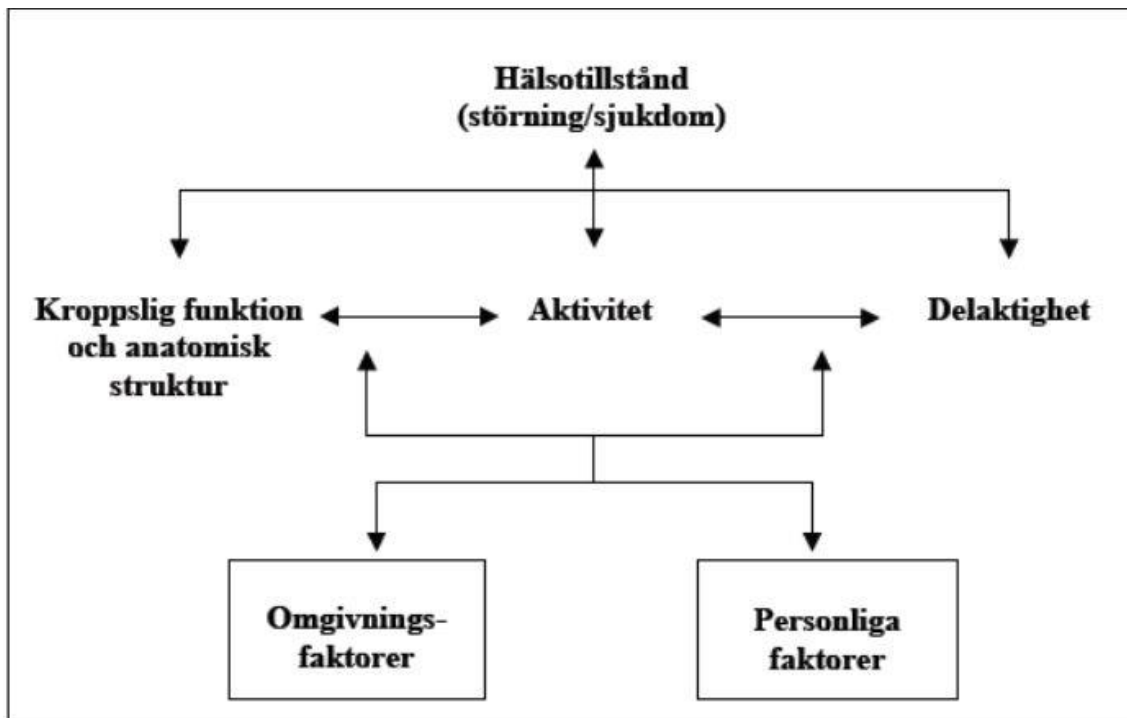 Hälsotillstånd
(störning/sjukdom)
Kroppslig funktion
och anatomisk
struktur
Aktivitet
Delaktighet
Omgivnings-
faktorer
Personliga
faktorer